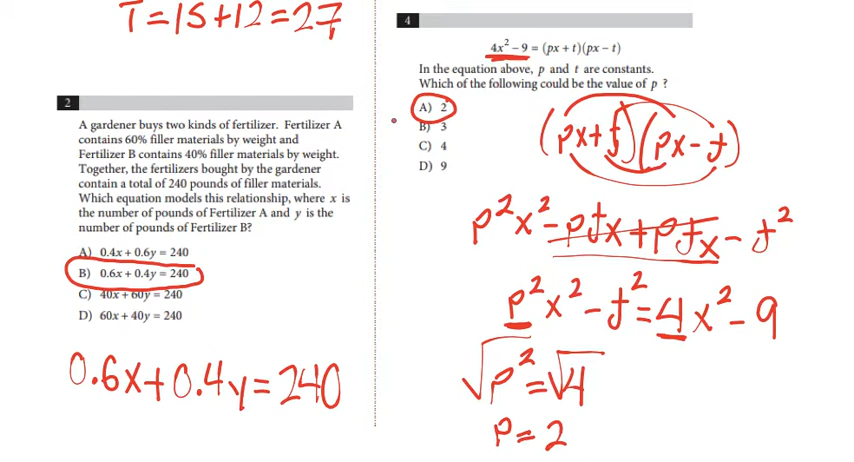 T=15+12=27
2
A gardener buys two kinds of fertilizer. Fertilizer A
contains 60% filler materials by weight and
Fertilizer B contains 40% filler materials by weight.
Together, the fertilizers bought by the gardener
contain a total of 240 pounds of filler materials.
Which equation models this relationship, where x is
the number of pounds of Fertilizer A and y is the
number of pounds of Fertilizer B?
A) 0.4x + 0.6y = 240
B) 0.6x + 0.4y = 240
C) 40x + 60y = 240
D) 60x + 40y = 240
0.6x+0.4y=240
4
4x² − 9 = (px + t)(px − t)
In the equation above, p and t are constants.
Which of the following could be the value of p ?
A) 2
B) 3
C) 4
D) 9
(px+t)(px-t)
p²x²-ptx+ptx-t²
p²x²-t²=4x²-9
√p²=√4
p=2